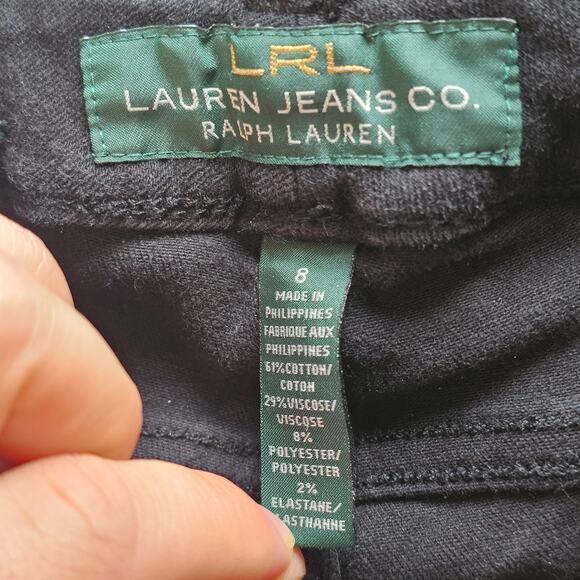 LRL
LAUREN JEANS CO.
RALPH LAUREN
8
MADE IN
PHILIPPINES
FABRIQUE AUX
PHILIPPINES
61%COTTON/
COTON
29%VISCOSE/
VISCOSE
8%
POLYESTER/
POLYESTER
2%
ELASTANE/
LASTHANNE